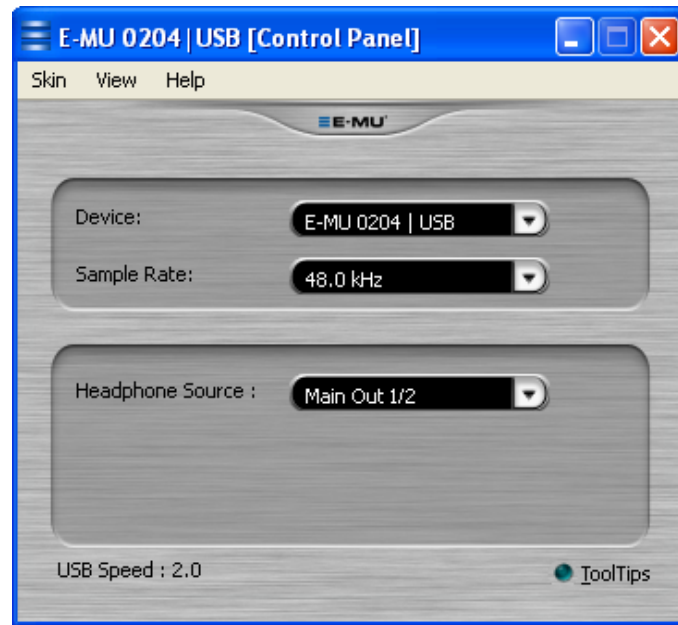 E-MU 0204 | USB [Control Panel]
Skin View Help
E-MU
Device: E-MU 0204 | USB
Sample Rate: 48.0 kHz
Headphone Source : Main Out 1/2
USB Speed : 2.0 ToolTips